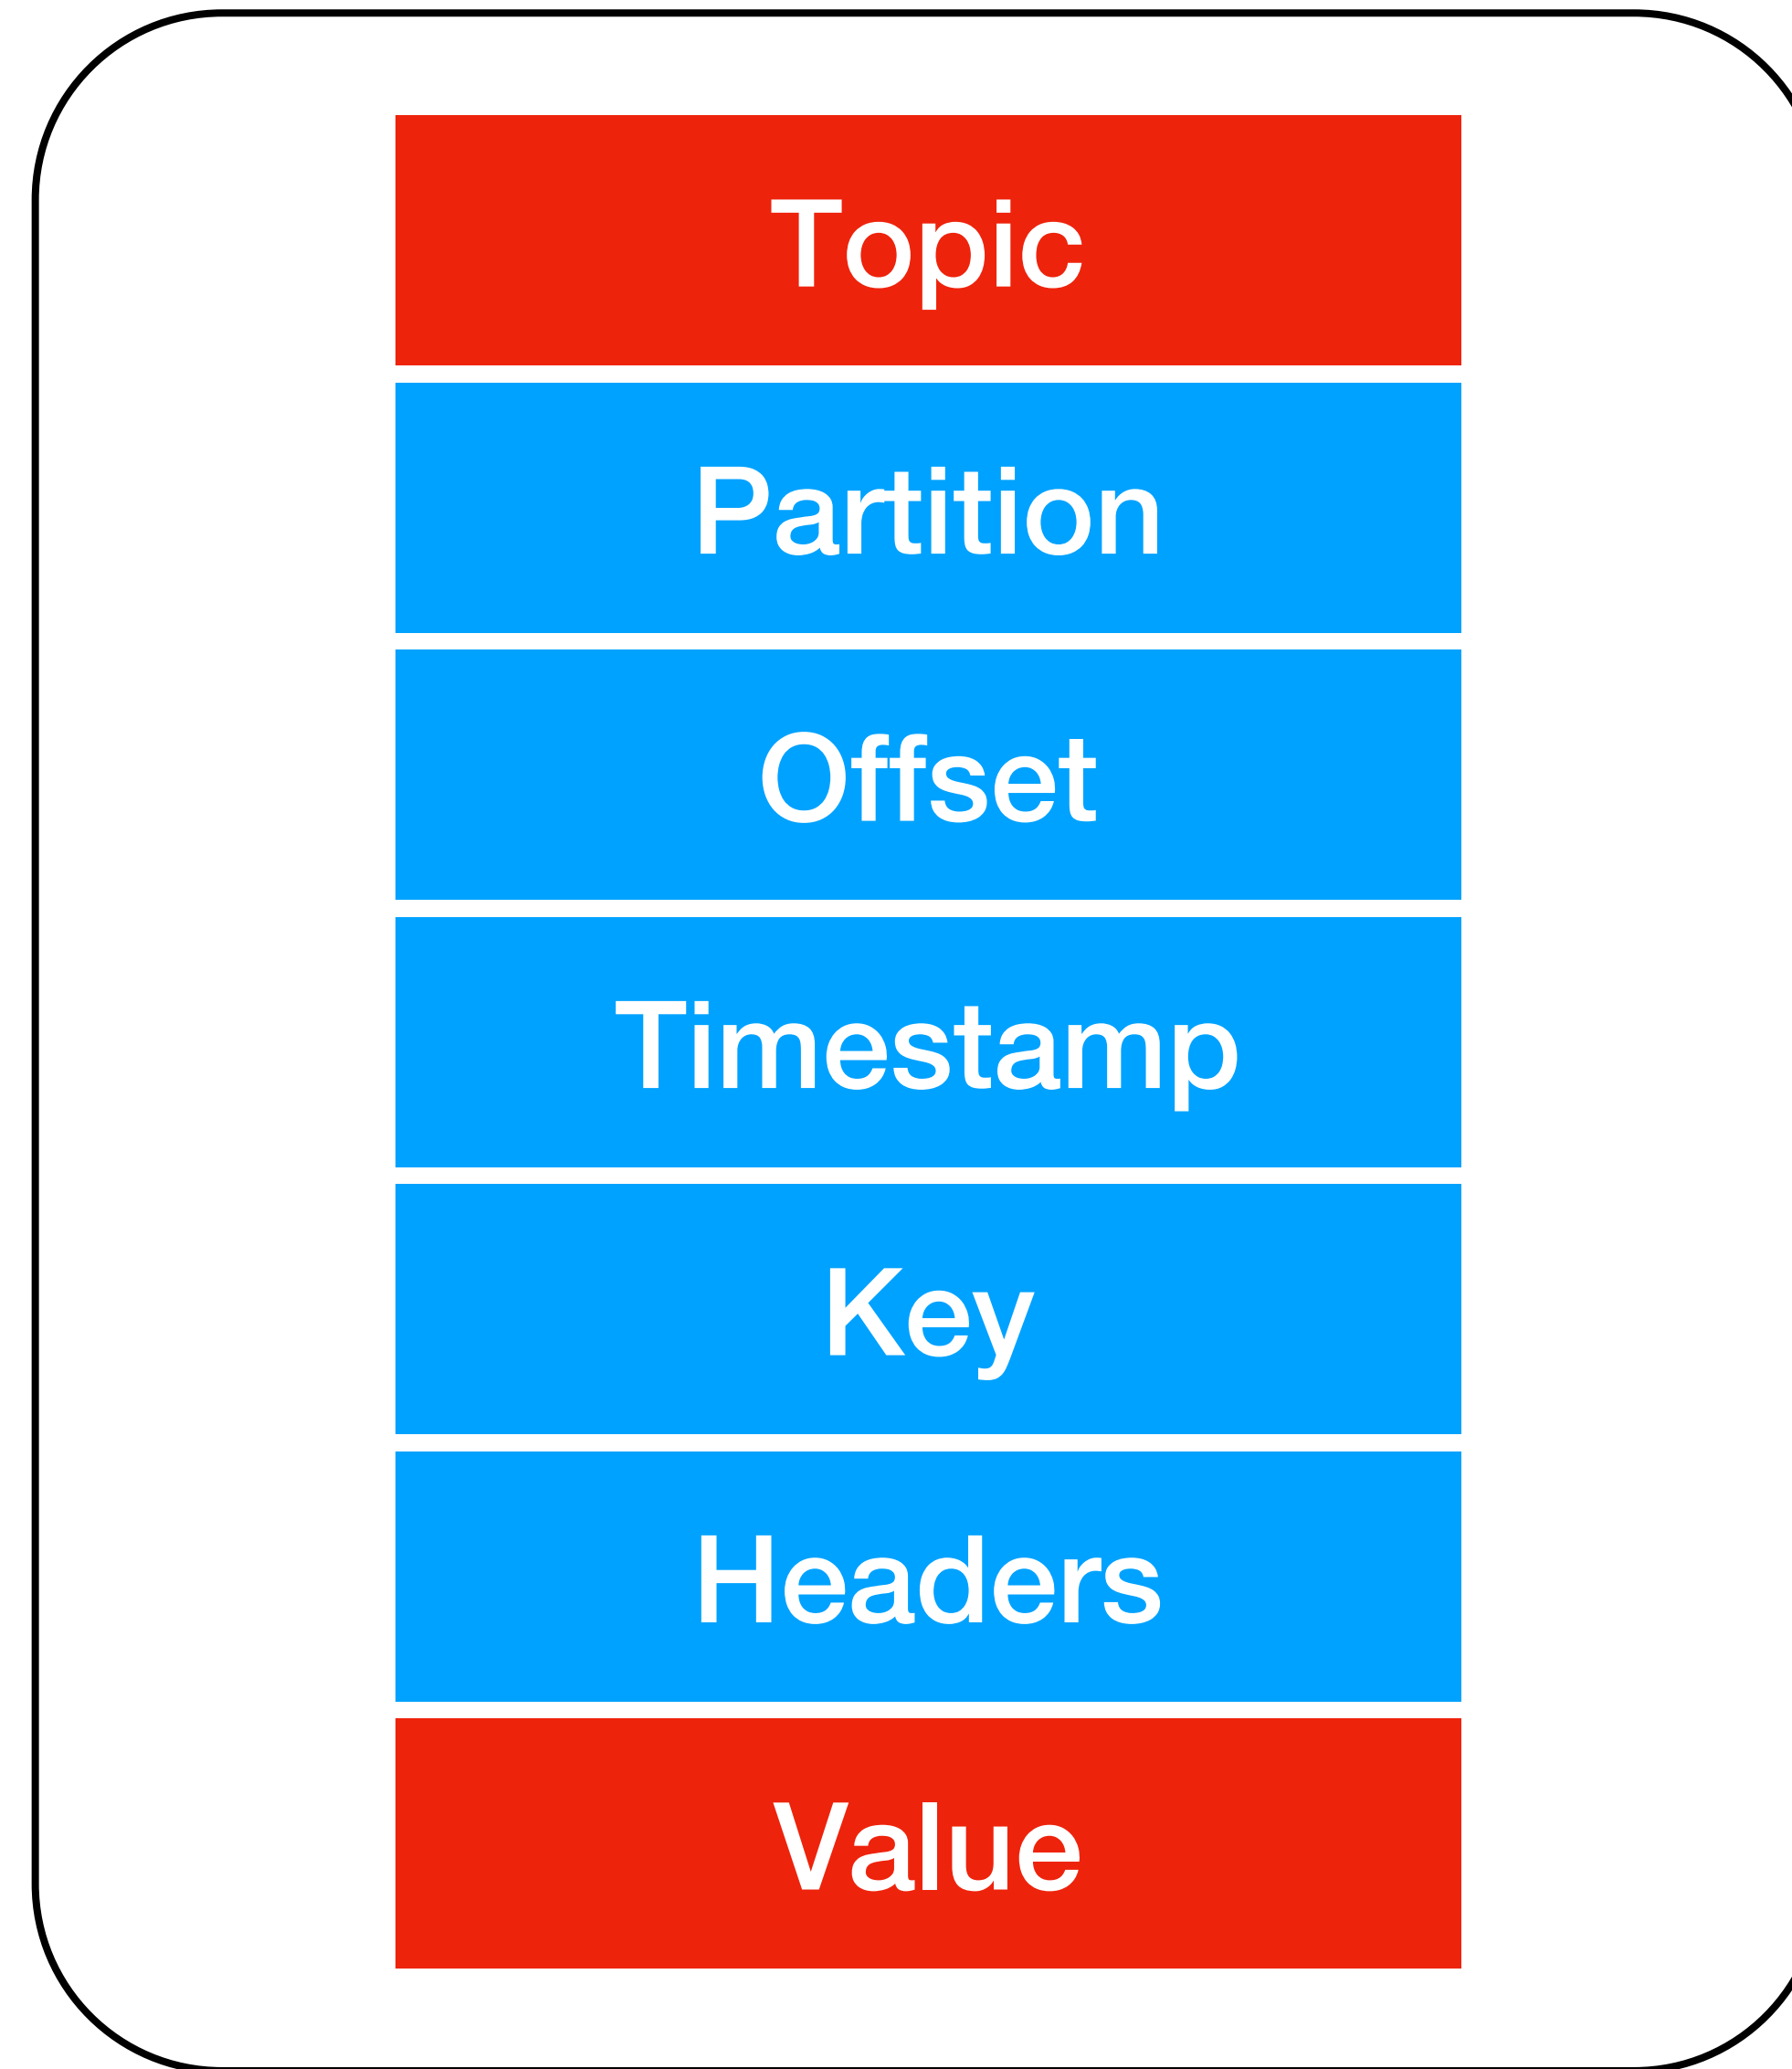 Topic
Partition
Offset
Timestamp
Key
Headers
Value